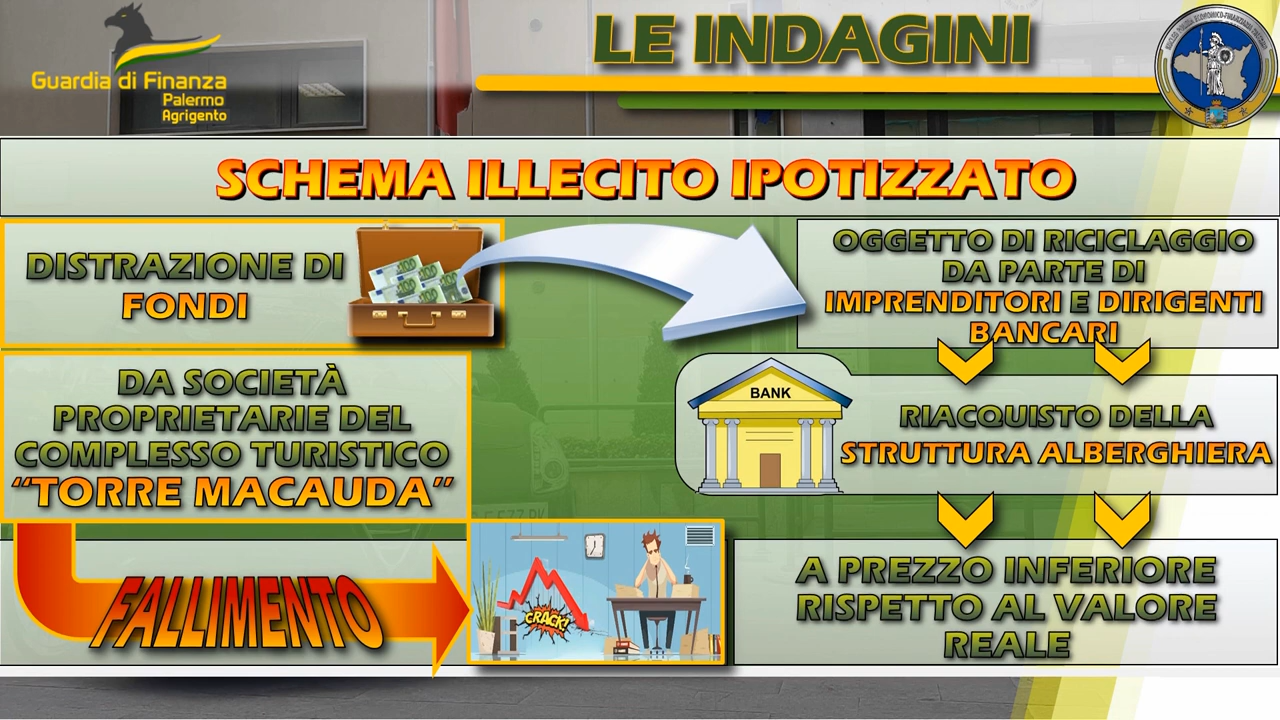 Guardia di Finanza
Palermo
Agrigento
LE INDAGINI
SCHEMA ILLECITO IPOTIZZATO
DISTRAZIONE DI
FONDI
DA SOCIETÀ
PROPRIETARIE DEL
COMPLESSO TURISTICO
“TORRE MACAUDA”
FALLIMENTO
CRACK!
OGGETTO DI RICICLAGGIO
DA PARTE DI
IMPRENDITORI E DIRIGENTI
BANCARI
BANK
RIACQUISTO DELLA
STRUTTURA ALBERGHIERA
A PREZZO INFERIORE
RISPETTO AL VALORE
REALE